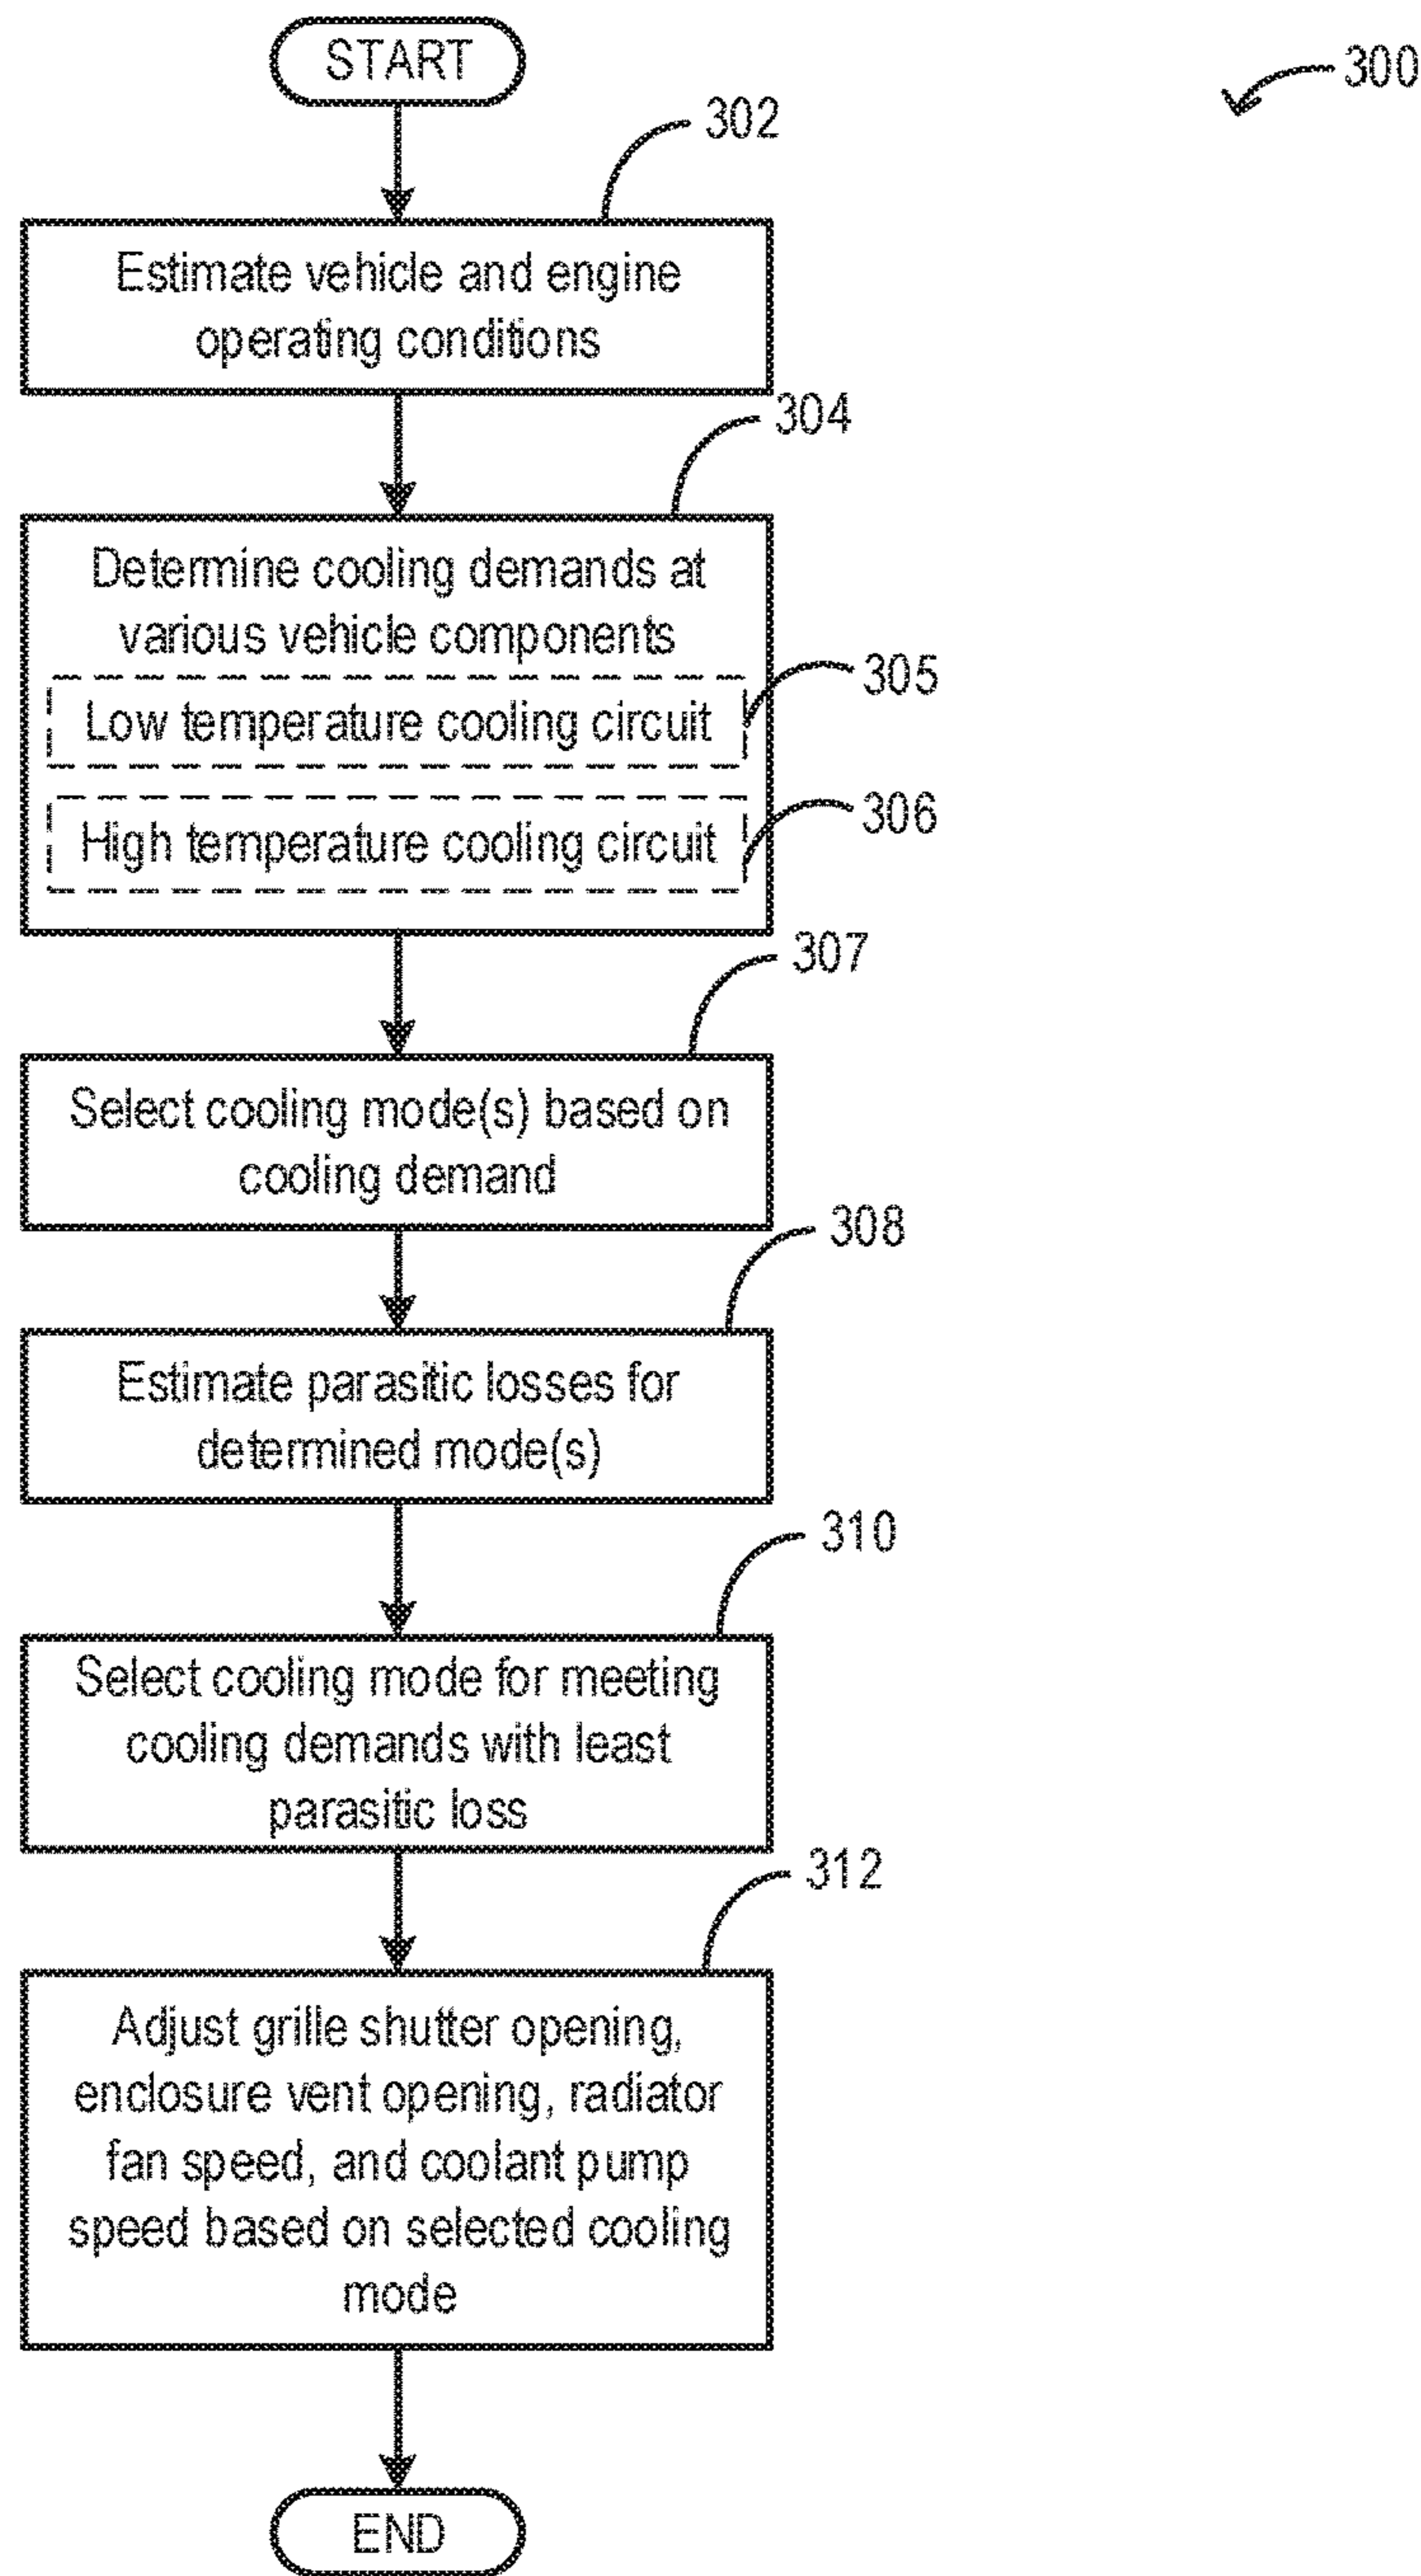 START
300
302
Estimate vehicle and engine
operating conditions
304
Determine cooling demands at
various vehicle components
305
Low temperature cooling circuit
306
High temperature cooling circuit
307
Select cooling mode(s) based on
cooling demand
308
Estimate parasitic losses for
determined mode(s)
310
Select cooling mode for meeting
cooling demands with least
parasitic loss
312
Adjust grille shutter opening,
enclosure vent opening, radiator
fan speed, and coolant pump
speed based on selected cooling
mode
END